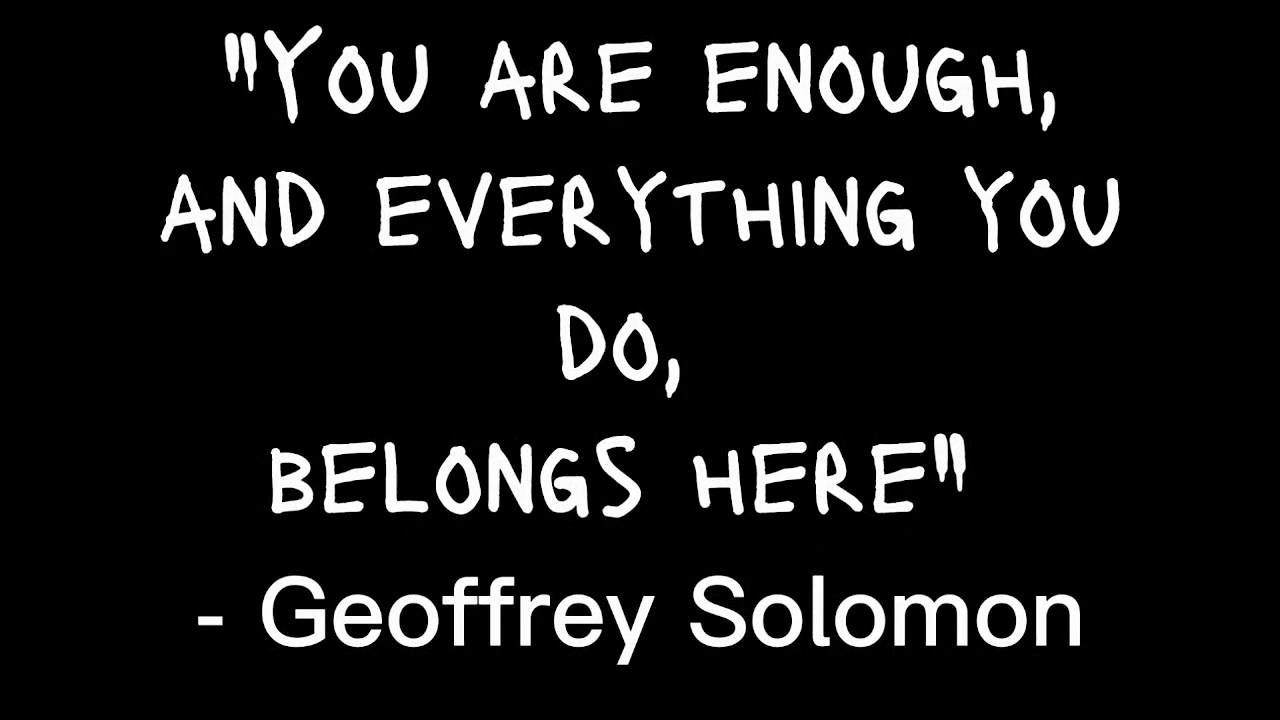 "YOU ARE ENOUGH,
AND EVERYTHING YOU
DO,
BELONGS HERE"
- Geoffrey Solomon